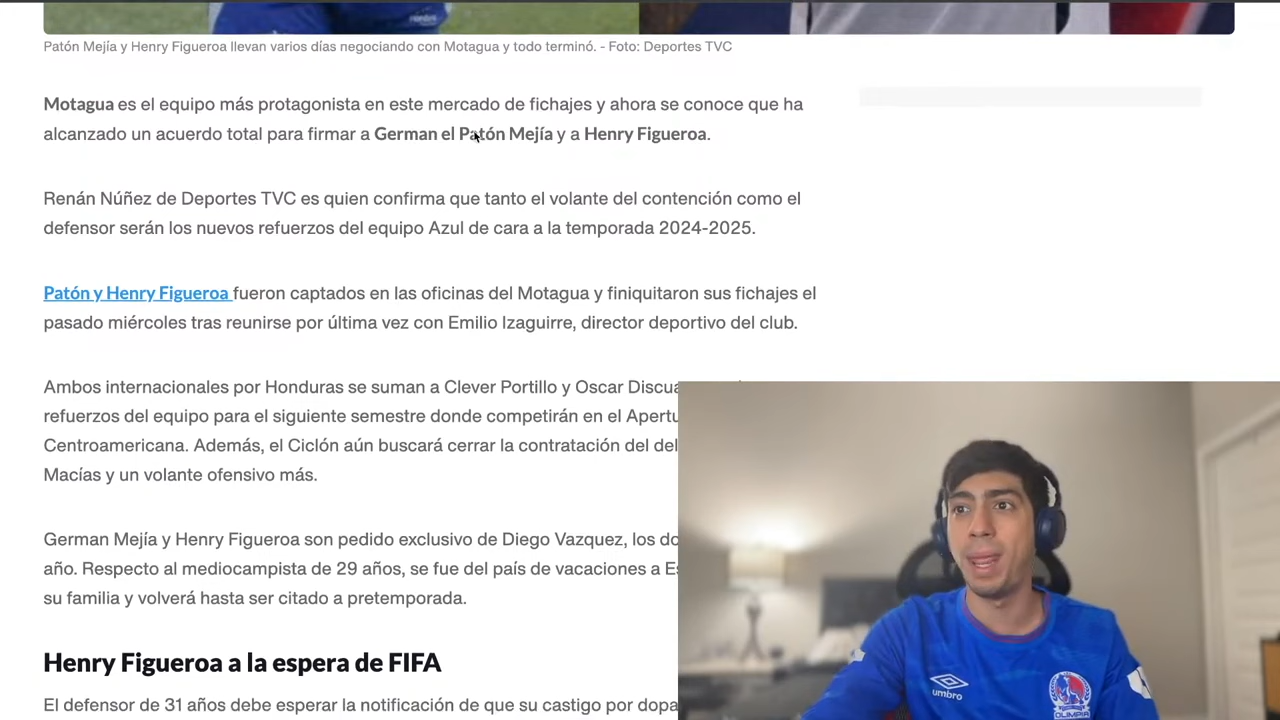 Patón Mejía y Henry Figueroa llevan varios días negociando con Motagua y todo terminó. - Foto: Deportes TVC
Motagua es el equipo más protagonista en este mercado de fichajes y ahora se conoce que ha
alcanzado un acuerdo total para firmar a German el Patón Mejía y a Henry Figueroa.
Renán Núñez de Deportes TVC es quien confirma que tanto el volante del contención como el
defensor serán los nuevos refuerzos del equipo Azul de cara a la temporada 2024-2025.
Patón y Henry Figueroa fueron captados en las oficinas del Motagua y finiquitaron sus fichajes el
pasado miércoles tras reunirse por última vez con Emilio Izaguirre, director deportivo del club.
Ambos internacionales por Honduras se suman a Clever Portillo y Oscar Discua
refuerzos del equipo para el siguiente semestre donde competirán en el Apertu
Centroamericana. Además, el Ciclón aún buscará cerrar la contratación del del
Macías y un volante ofensivo más.
German Mejía y Henry Figueroa son pedido exclusivo de Diego Vazquez, los do
año. Respecto al mediocampista de 29 años, se fue del país de vacaciones a Es
su familia y volverá hasta ser citado a pretemporada.
Henry Figueroa a la espera de FIFA
El defensor de 31 años debe esperar la notificación de que su castigo por dopa
umbro
OLIMPIA